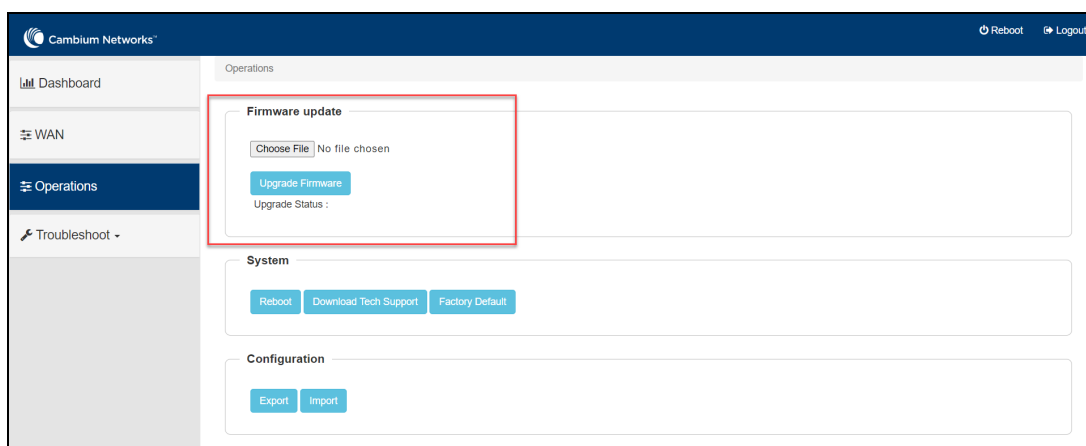 Cambium Networks™
Reboot Logout
Dashboard
WAN
Operations
Troubleshoot
Operations
Firmware update
Choose File No file chosen
Upgrade Firmware
Upgrade Status :
System
Reboot Download Tech Support Factory Default
Configuration
Export Import